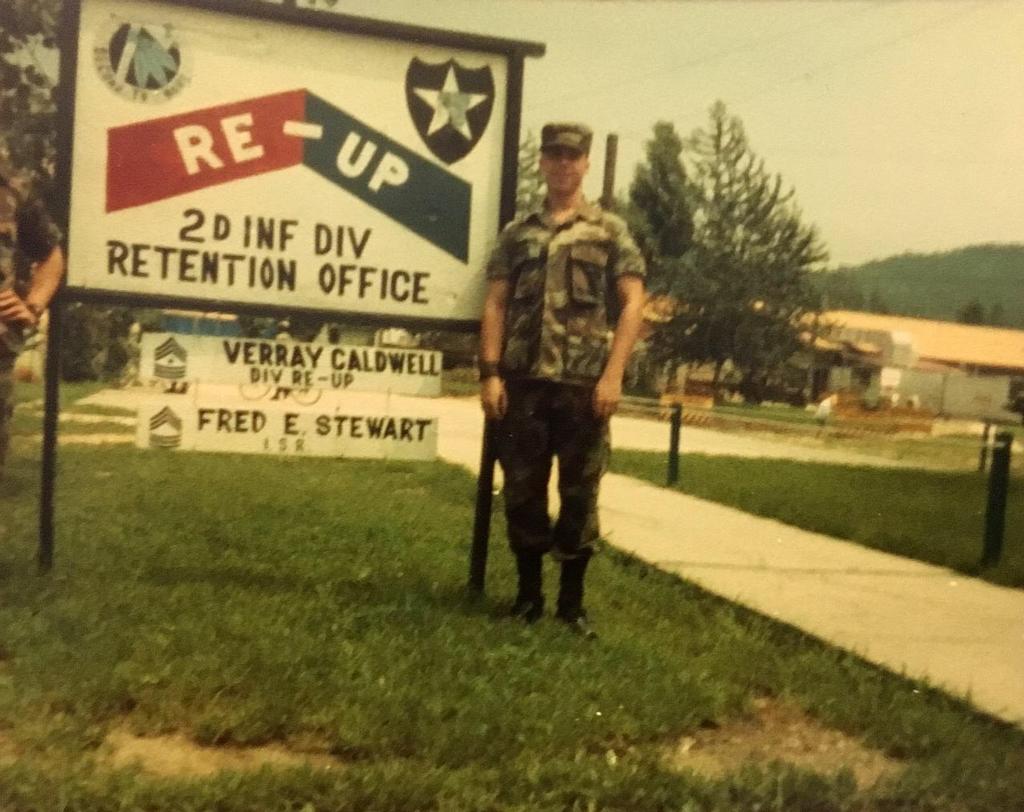 RE-UP
2D INF DIV
RETENTION OFFICE
VERRAY CALDWELL
DIV RE-UP
FRED E. STEWART